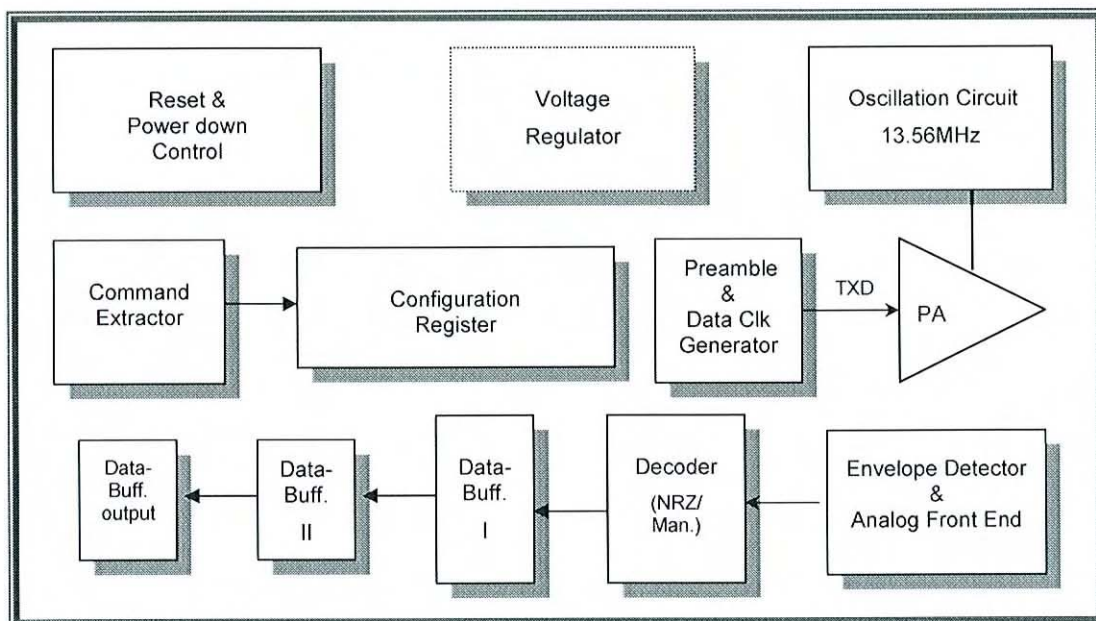 Reset &
Power down
Control
Voltage
Regulator
Oscillation Circuit
13.56MHz
Command
Extractor
Configuration
Register
Preamble
&
Data Clk
Generator
TXD
PA
Data-
Buff.
output
Data-
Buff.
II
Data-
Buff.
I
Decoder
(NRZ/
Man.)
Envelope Detector
&
Analog Front End